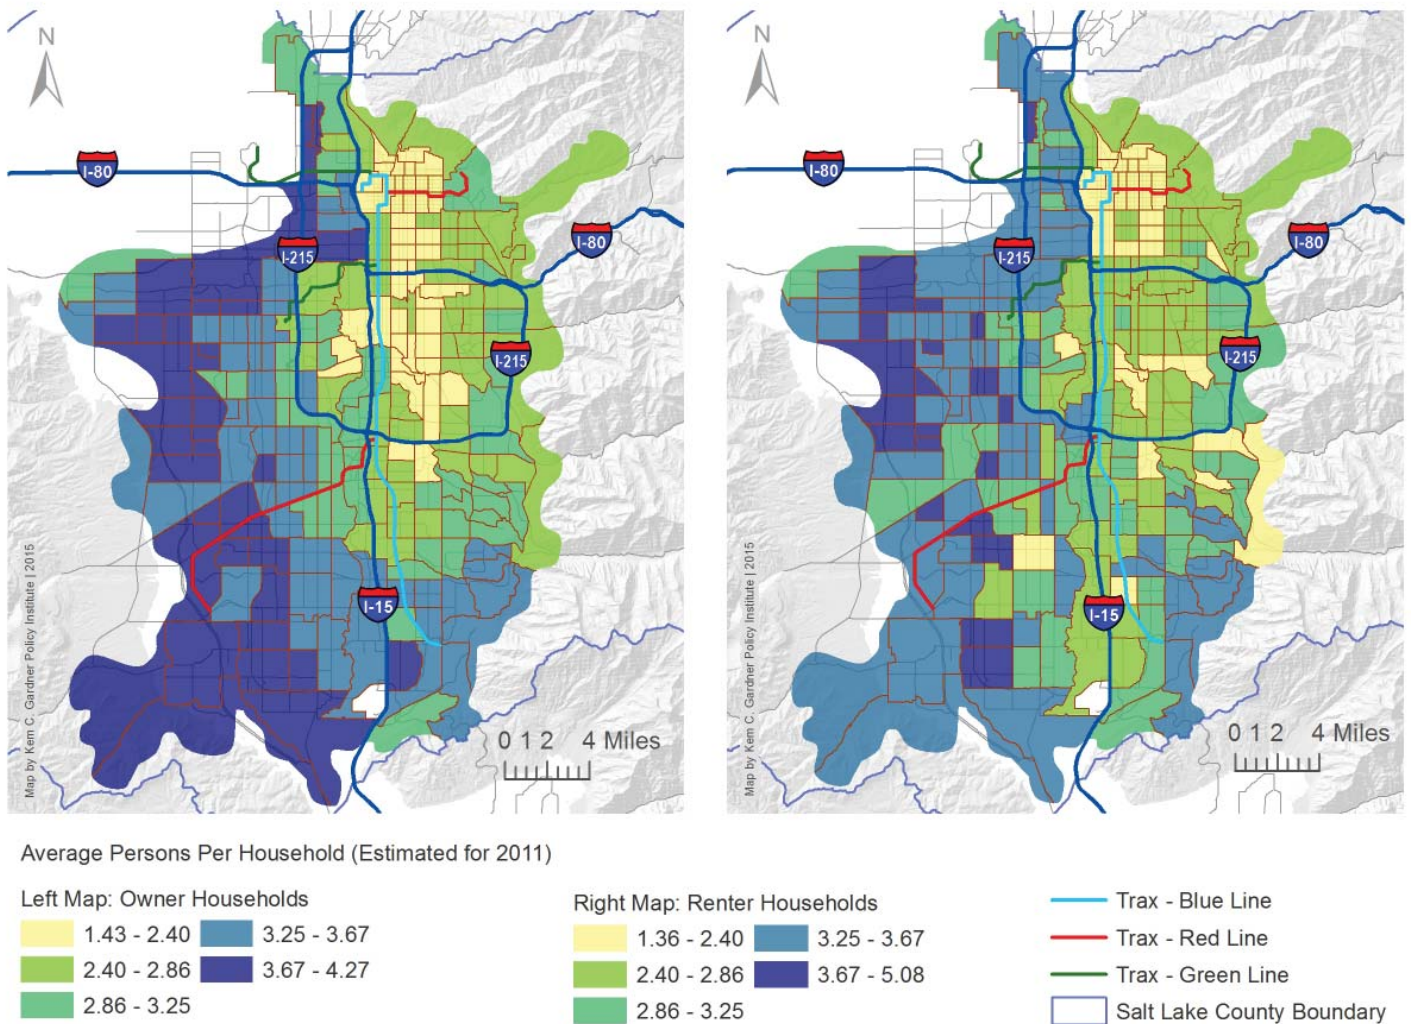 N
I-80
I-215
I-80
I-215
I-15
0 1 2 4 Miles
Map by Kem C. Gardner Policy Institute | 2015
N
I-80
I-215
I-80
I-215
I-15
0 1 2 4 Miles
Map by Kem C. Gardner Policy Institute | 2015
Average Persons Per Household (Estimated for 2011)
Left Map: Owner Households
1.43 - 2.40
2.40 - 2.86
2.86 - 3.25
3.25 - 3.67
3.67 - 4.27
Right Map: Renter Households
1.36 - 2.40
2.40 - 2.86
2.86 - 3.25
3.25 - 3.67
3.67 - 5.08
Trax - Blue Line
Trax - Red Line
Trax - Green Line
Salt Lake County Boundary